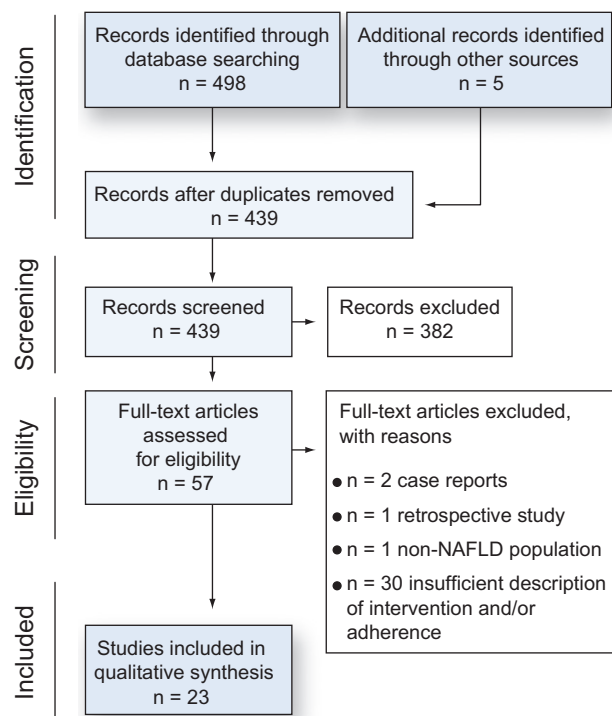 Identification
Records identified through
database searching
n = 498
Additional records identified
through other sources
n = 5
Records after duplicates removed
n = 439
Screening
Records screened
n = 439
Records excluded
n = 382
Eligibility
Full-text articles
assessed
for eligibility
n = 57
Full-text articles excluded,
with reasons
● n = 2 case reports
● n = 1 retrospective study
● n = 1 non-NAFLD population
● n = 30 insufficient description
of intervention and/or
adherence
Included
Studies included in
qualitative synthesis
n = 23